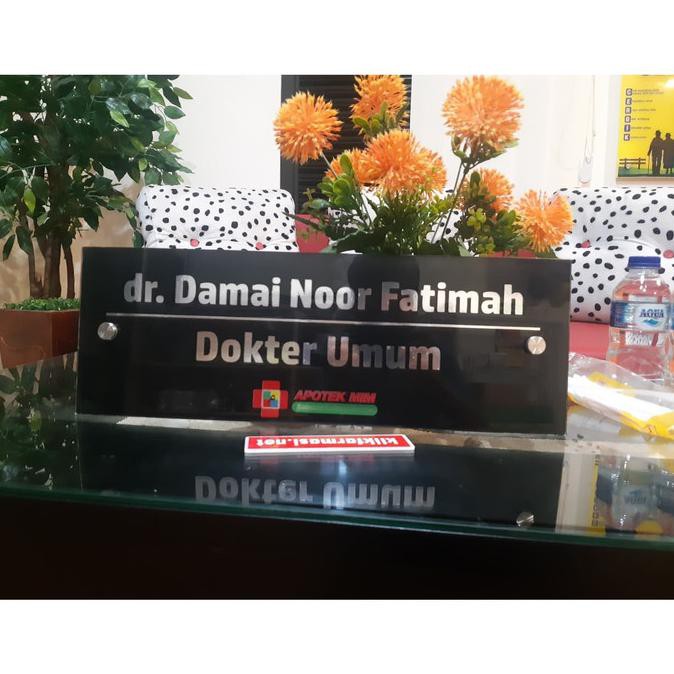 dr. Damai Noor Fatimah
Dokter Umum
APOTEK MIM
klikfarmasi.net
AQUA